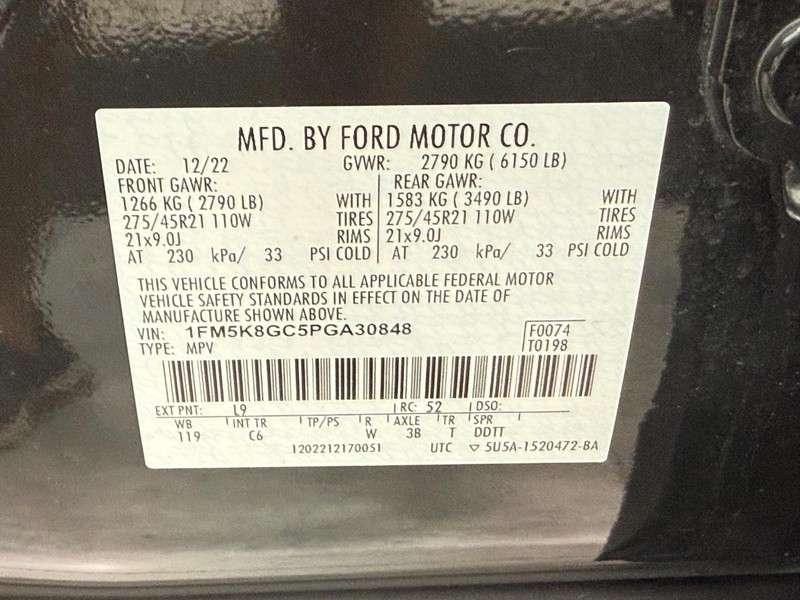 MFD. BY FORD MOTOR CO.
DATE: 12/22 GVWR: 2790 KG ( 6150 LB)
FRONT GAWR: REAR GAWR:
1266 KG ( 2790 LB) WITH 1583 KG ( 3490 LB) WITH
275/45R21 110W TIRES 275/45R21 110W TIRES
21x9.0J RIMS 21x9.0J RIMS
AT 230 kPa/ 33 PSI COLD AT 230 kPa/ 33 PSI COLD
THIS VEHICLE CONFORMS TO ALL APPLICABLE FEDERAL MOTOR
VEHICLE SAFETY STANDARDS IN EFFECT ON THE DATE OF
MANUFACTURE SHOWN ABOVE.
VIN: 1FM5K8GC5PGA30848 F0074
TYPE: MPV T0198
EXT PNT: L9 RC: 52 DSO:
WB INT TR TP/PS R AXLE TR SPR
119 C6 W 3B T DDTT
1202212170051 UTC ▽ 5U5A-1520472-BA